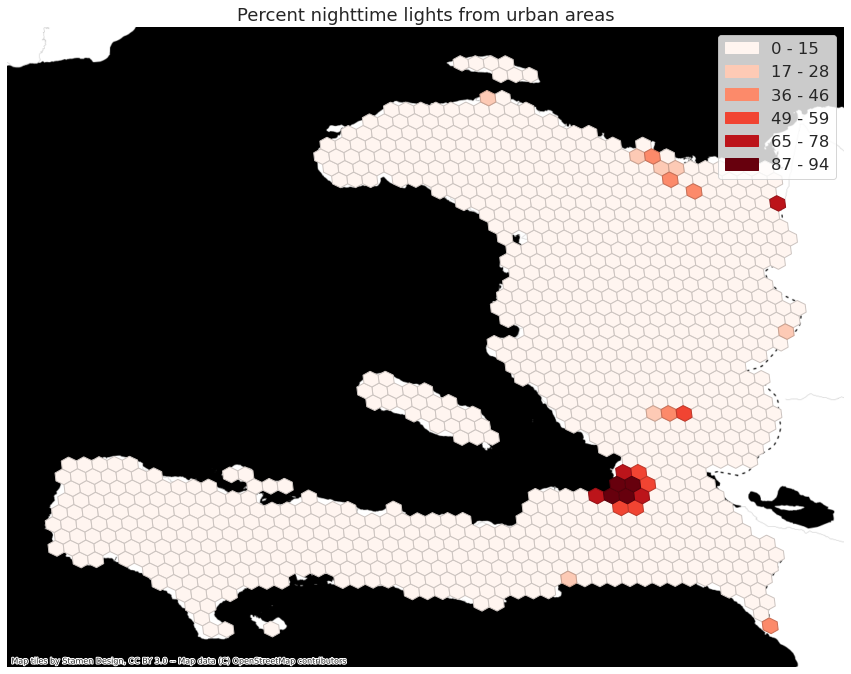 Percent nighttime lights from urban areas
0 - 15
17 - 28
36 - 46
49 - 59
65 - 78
87 - 94
Map tiles by Stamen Design, CC BY 3.0 -- Map data (C) OpenStreetMap contributors